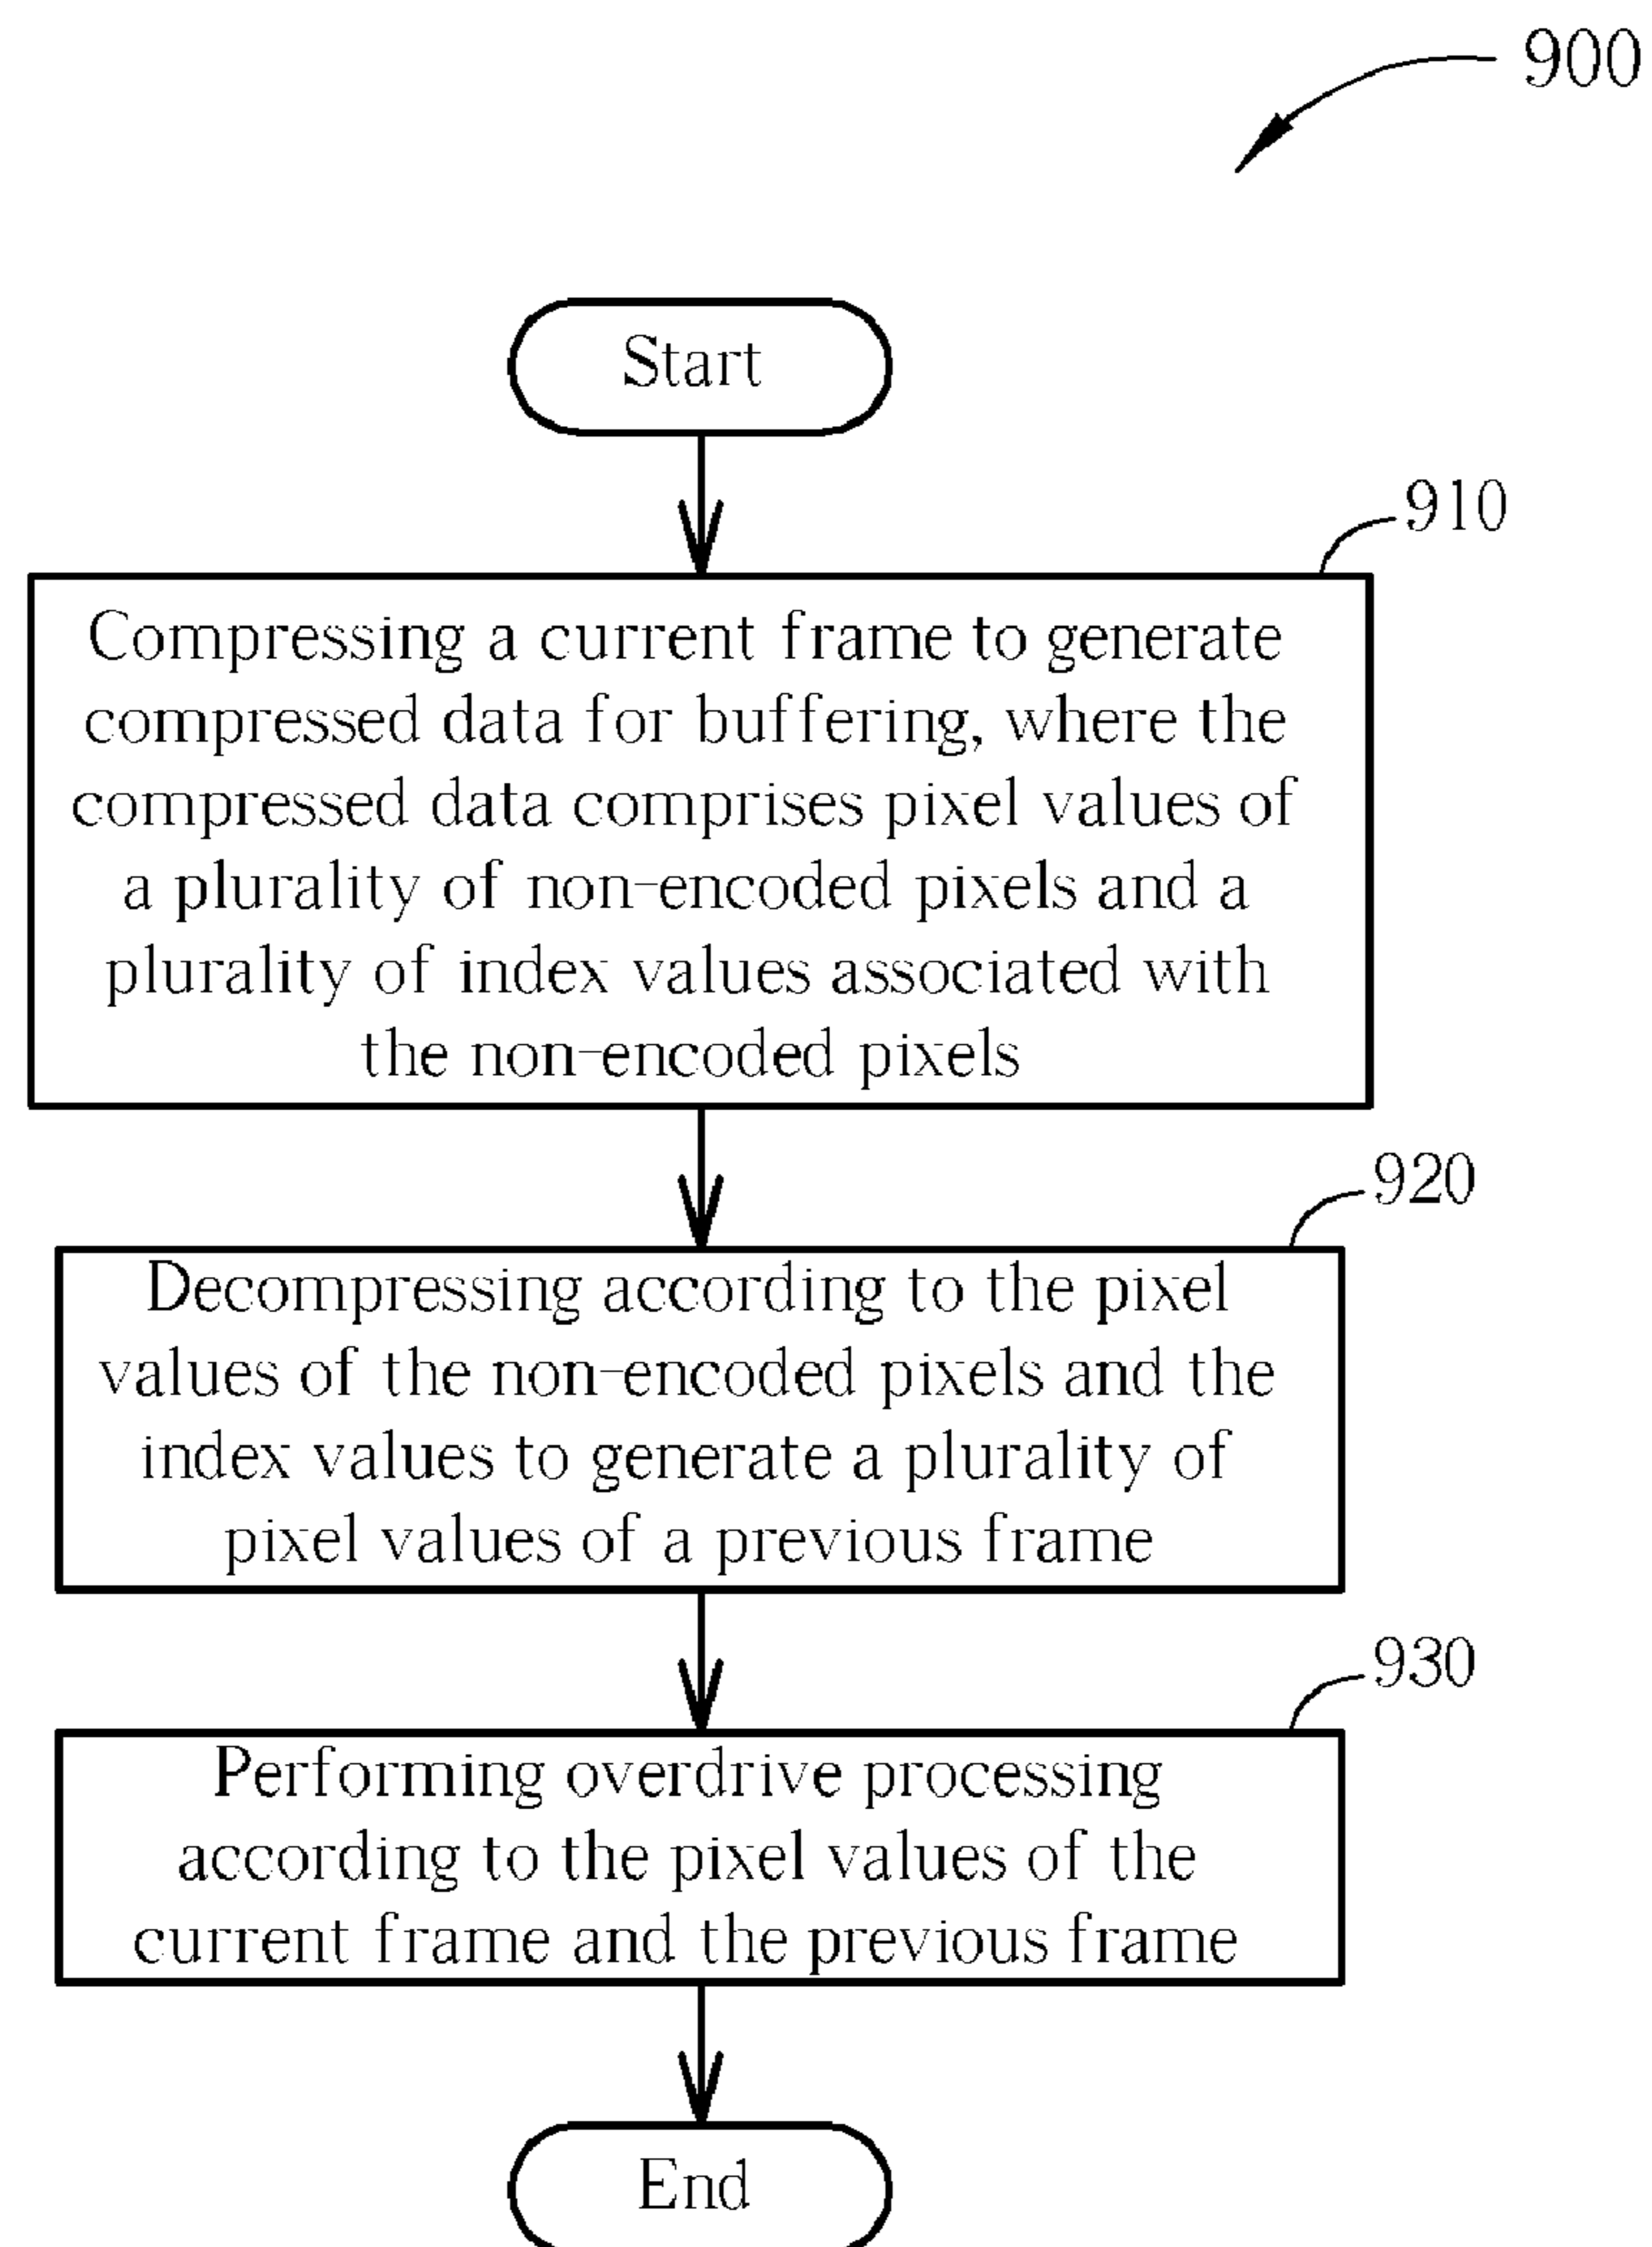 900
Start
910
Compressing a current frame to generate
compressed data for buffering, where the
compressed data comprises pixel values of
a plurality of non-encoded pixels and a
plurality of index values associated with
the non-encoded pixels
920
Decompressing according to the pixel
values of the non-encoded pixels and the
index values to generate a plurality of
pixel values of a previous frame
930
Performing overdrive processing
according to the pixel values of the
current frame and the previous frame
End